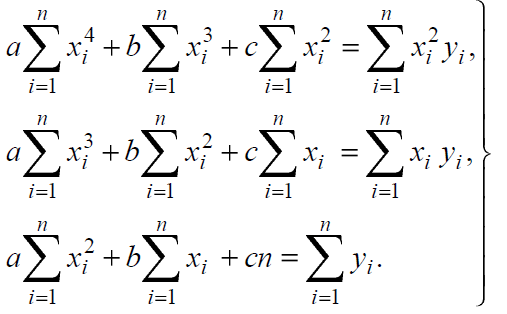 a∑_{i=1}^{n} x_i^4 + b∑_{i=1}^{n} x_i^3 + c∑_{i=1}^{n} x_i^2 = ∑_{i=1}^{n} x_i^2 y_i,
a∑_{i=1}^{n} x_i^3 + b∑_{i=1}^{n} x_i^2 + c∑_{i=1}^{n} x_i = ∑_{i=1}^{n} x_i y_i,
a∑_{i=1}^{n} x_i^2 + b∑_{i=1}^{n} x_i + cn = ∑_{i=1}^{n} y_i.